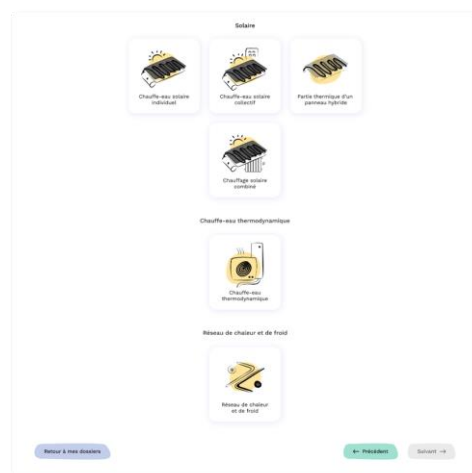 Solaire
Chauffe-eau solaire
individuel
Chauffe-eau solaire
collectif
Partie thermique d'un
panneau hybride
Chauffage solaire
combiné
Chauffe-eau thermodynamique
Chauffe-eau
thermodynamique
Réseau de chaleur et de froid
Réseau de chaleur
et de froid
Retour à mes dossiers
← Précédent
Suivant →